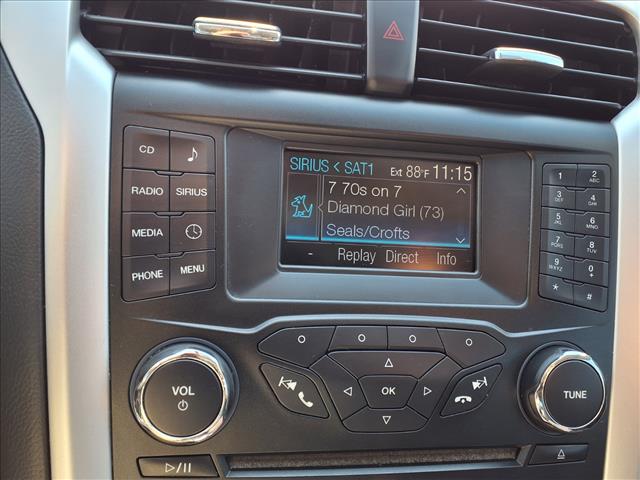 SIRIUS < SAT1 Ext 88°F 11:15
7 70s on 7
Diamond Girl (73)
Seals/Crofts
- Replay Direct Info
CD
RADIO SIRIUS
MEDIA
PHONE MENU
1 2 ABC
3 DEF 4 GHI
5 JKL 6 MNO
7 PQRS 8 TUV
9 WXYZ 0 +
* #
VOL
OK
TUNE